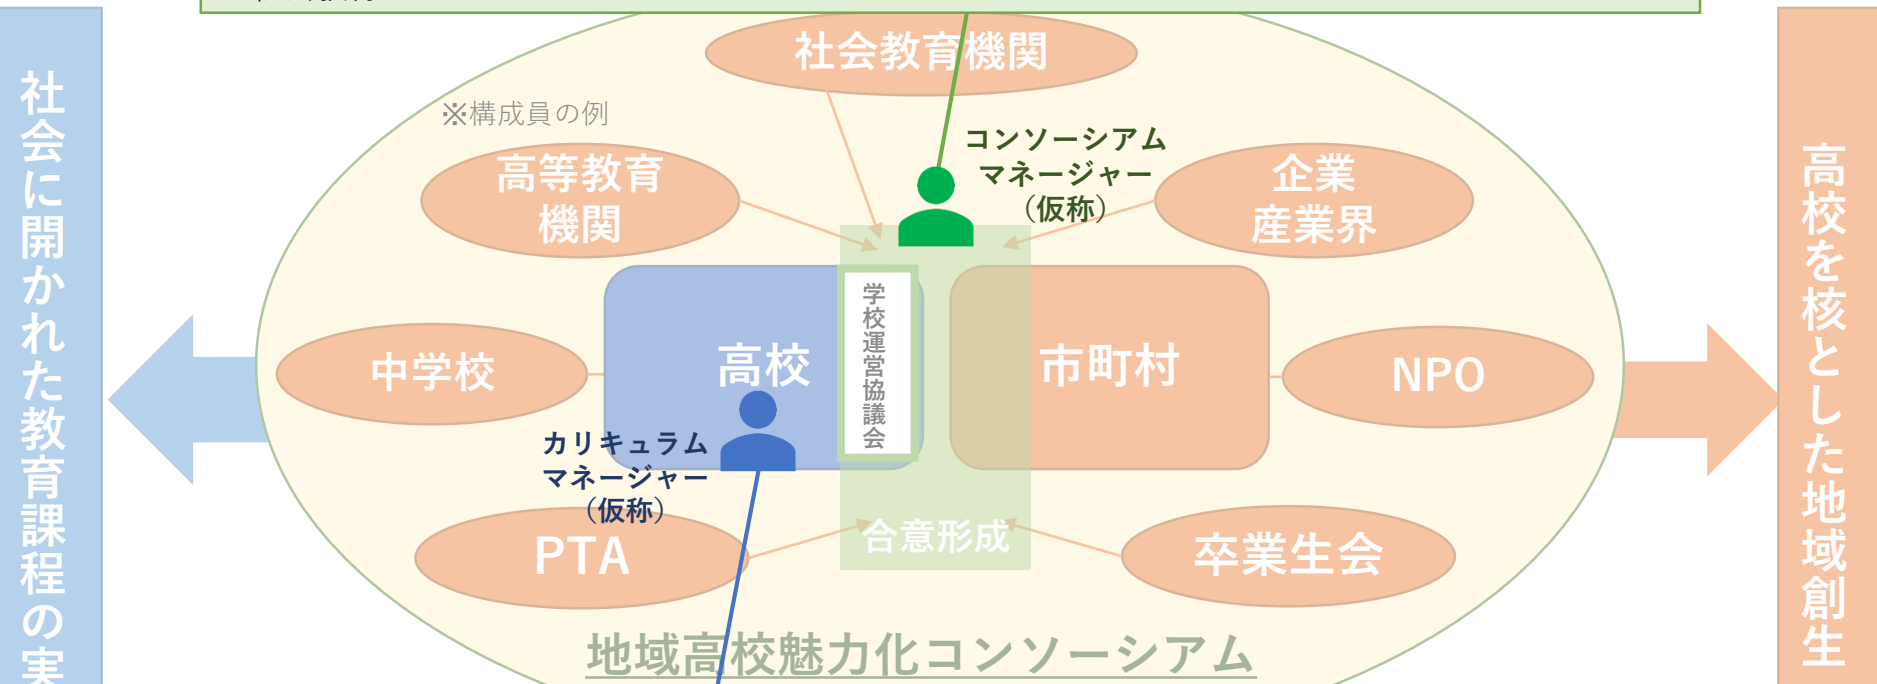 社会教育機関
※構成員の例
コンソーシアム
マネージャー
（仮称）
高等教育
機関
企業
産業界
社会に開かれた教育課程の実
高校を核とした地域創生
学校運営協議会
中学校
高校
市町村
NPO
カリキュラム
マネージャー
（仮称）
合意形成
PTA
卒業生会
地域高校魅力化コンソーシアム